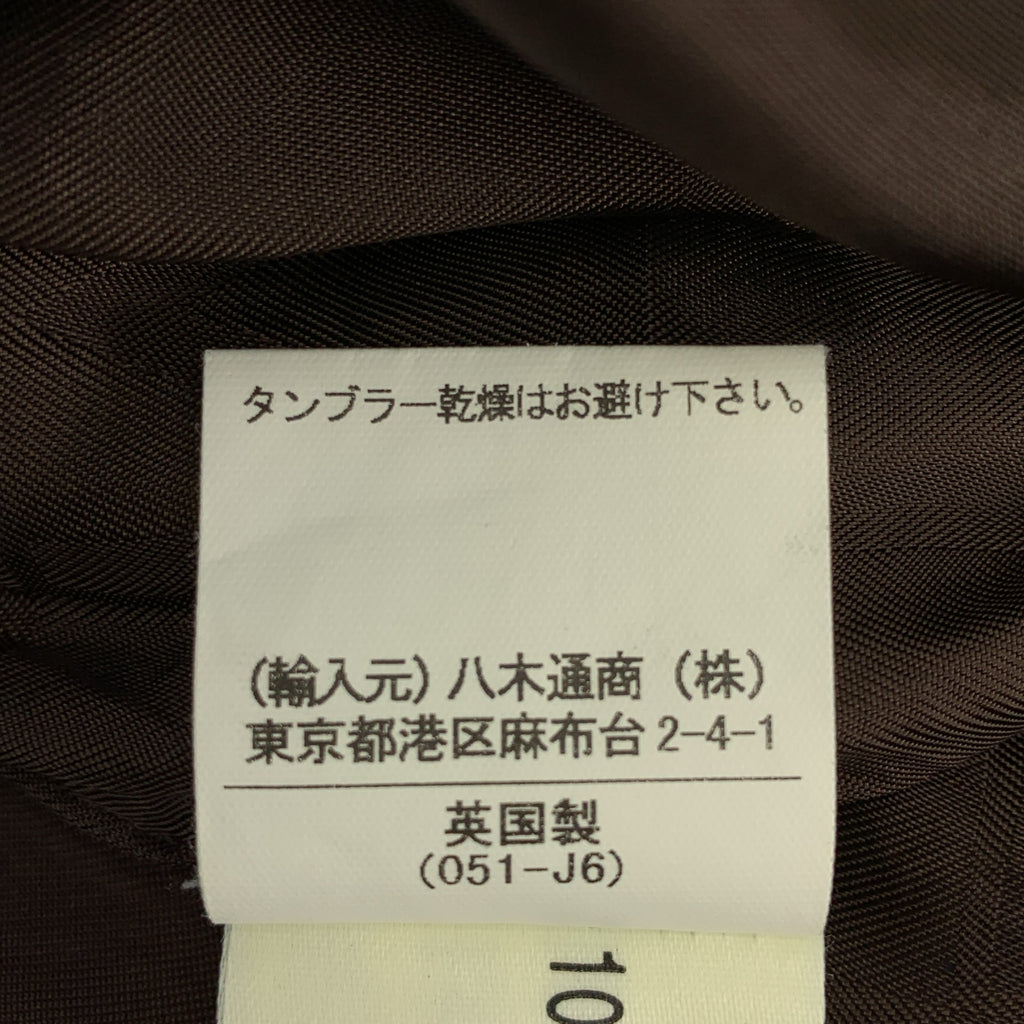 タンブラー乾燥はお避け下さい。
(輸入元) 八木通商 (株)
東京都港区麻布台2-4-1
英国製
(051-J6)
10